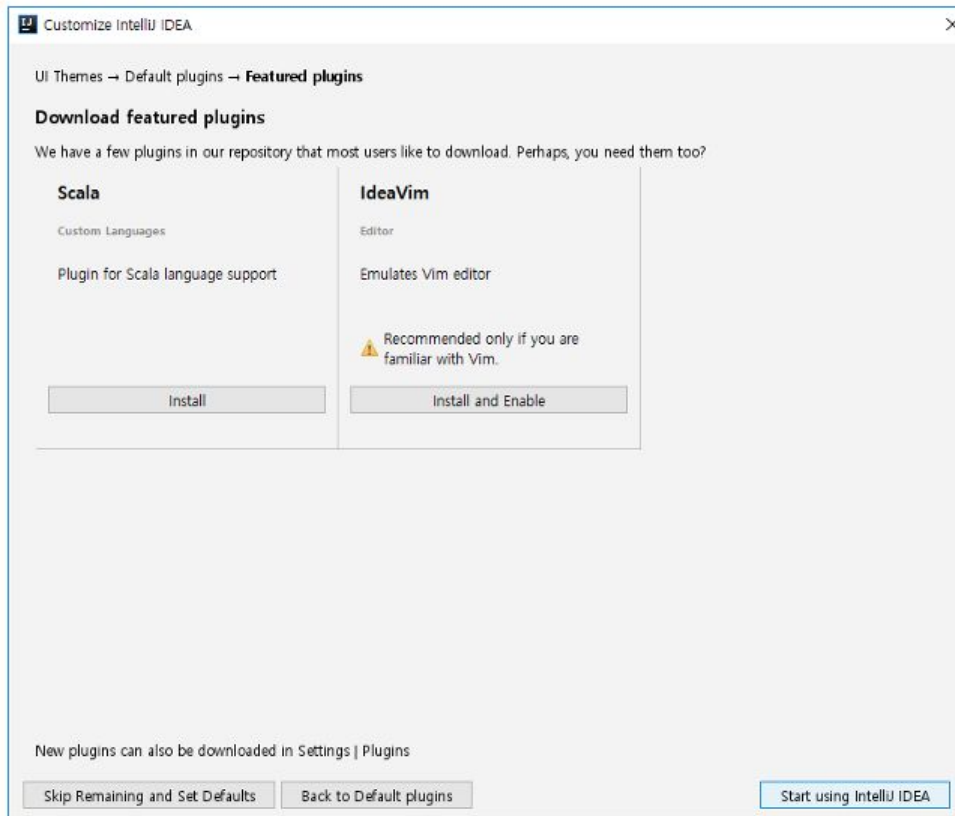 IJ
Customize IntelliJ IDEA
UI Themes → Default plugins → Featured plugins
Download featured plugins
We have a few plugins in our repository that most users like to download. Perhaps, you need them too?
Scala
Custom Languages
Plugin for Scala language support
Install
IdeaVim
Editor
Emulates Vim editor
Recommended only if you are
familiar with Vim.
Install and Enable
New plugins can also be downloaded in Settings | Plugins
Skip Remaining and Set Defaults
Back to Default plugins
Start using IntelliJ IDEA